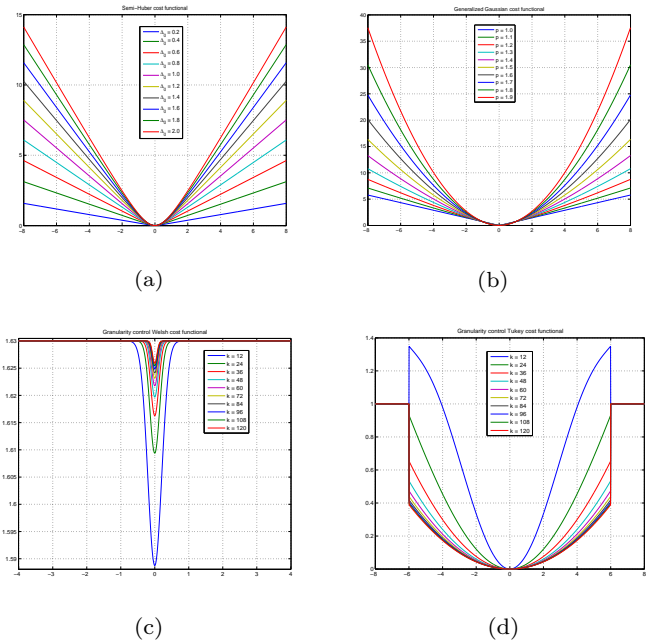 Semi-Huber cost functional
15
10
5
0
-8 -6 -4 -2 0 2 4 6 8
Δ₀ = 0.2
Δ₀ = 0.4
Δ₀ = 0.6
Δ₀ = 0.8
Δ₀ = 1.0
Δ₀ = 1.2
Δ₀ = 1.4
Δ₀ = 1.6
Δ₀ = 1.8
Δ₀ = 2.0
(a)
Generalized Gaussian cost functional
40
35
30
25
20
15
10
5
0
-8 -6 -4 -2 0 2 4 6 8
p = 1.0
p = 1.1
p = 1.2
p = 1.3
p = 1.4
p = 1.5
p = 1.6
p = 1.7
p = 1.8
p = 1.9
(b)
Granularity control Welsh cost functional
1.63
1.625
1.62
1.615
1.61
1.605
1.6
1.595
1.59
-4 -3 -2 -1 0 1 2 3 4
k = 12
k = 24
k = 36
k = 48
k = 60
k = 72
k = 84
k = 96
k = 108
k = 120
(c)
Granularity control Tukey cost functional
1.4
1.2
1
0.8
0.6
0.4
0.2
0
-8 -6 -4 -2 0 2 4 6 8
k = 12
k = 24
k = 36
k = 48
k = 60
k = 72
k = 84
k = 96
k = 108
k = 120
(d)